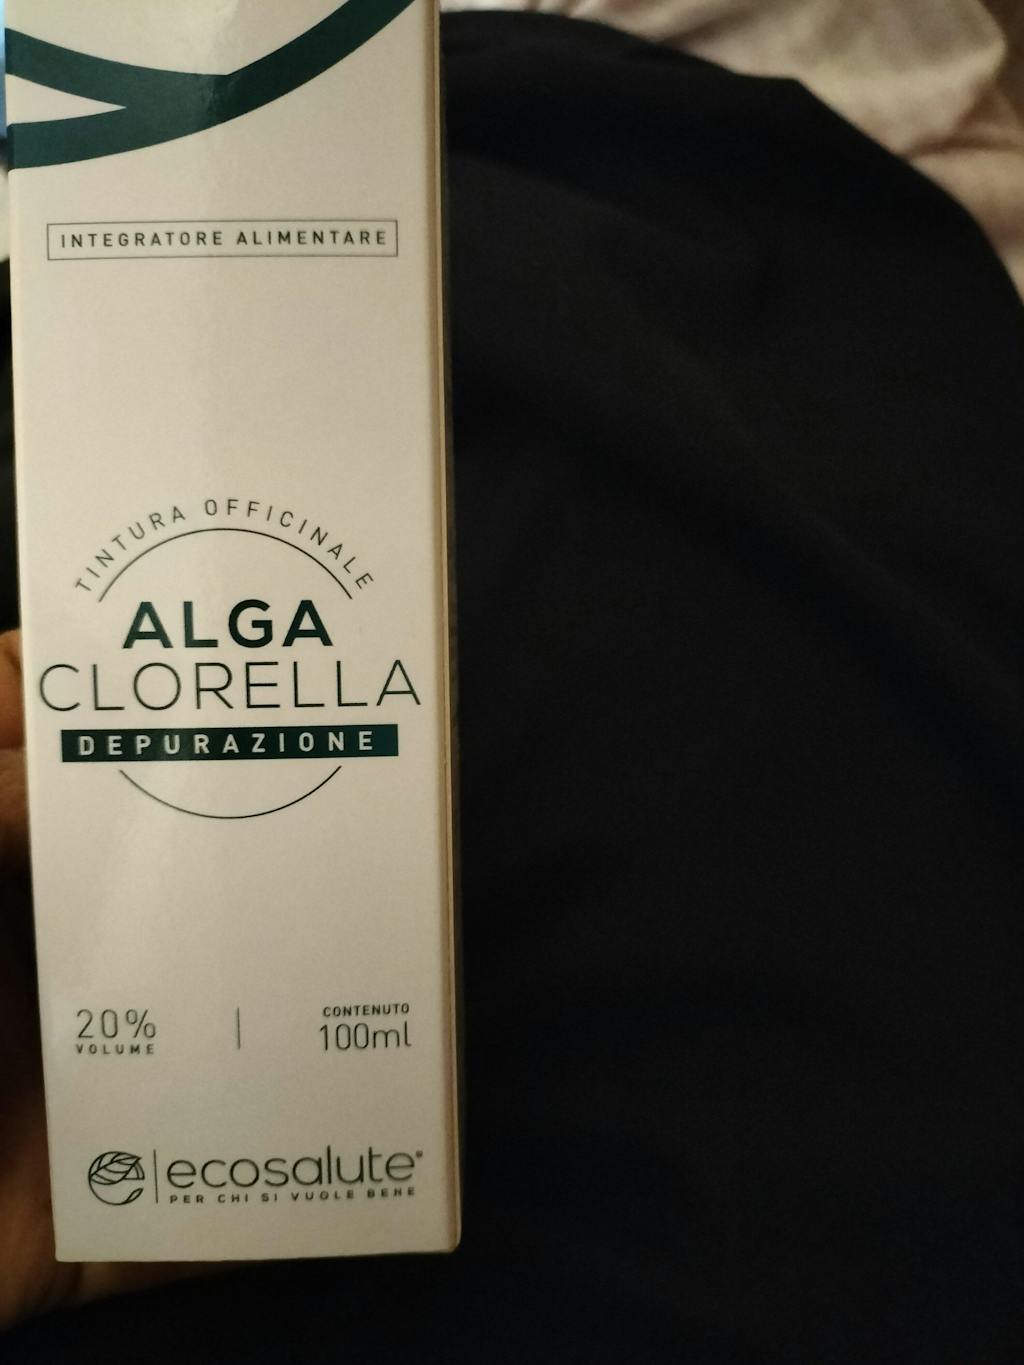 INTEGRATORE ALIMENTARE
TINTURA OFFICINALE
ALGA
CLORELLA
DEPURAZIONE
20%
VOLUME
CONTENUTO
100ml
ecosalute®
PER CHI SI VUOLE BENE